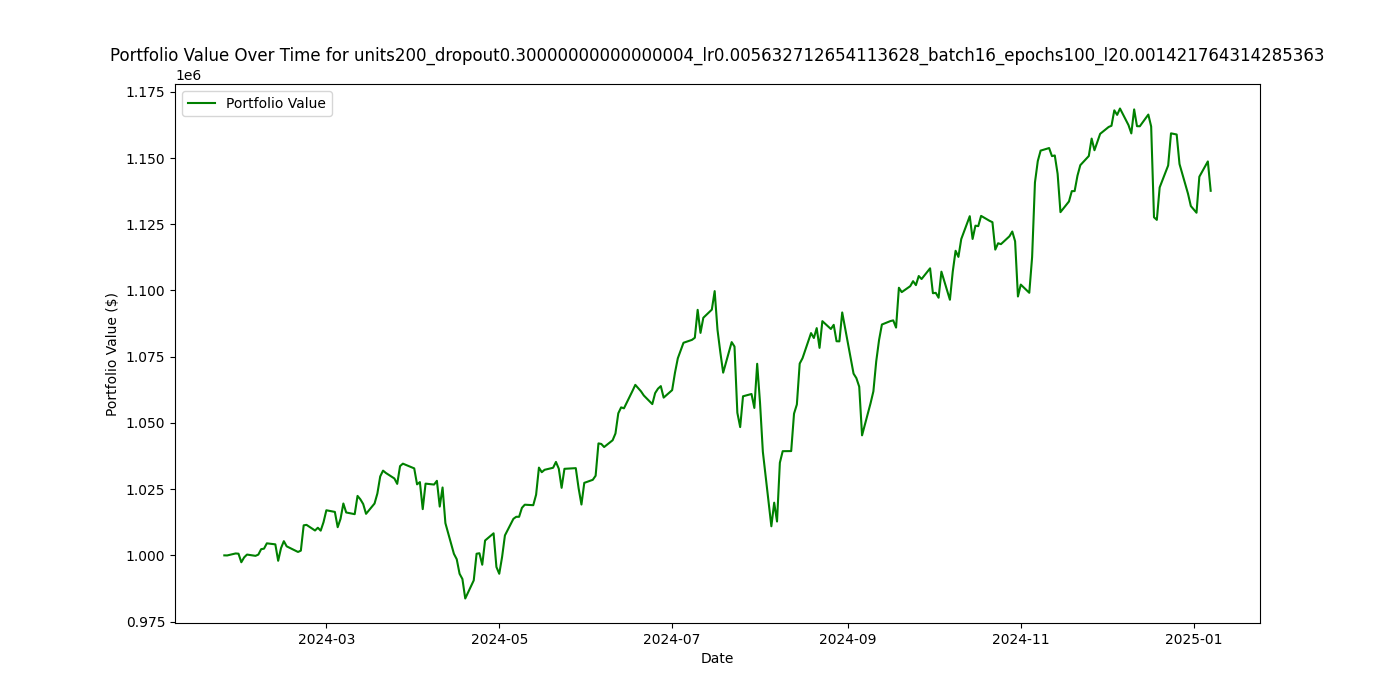 Portfolio Value Over Time for units200_dropout0.30000000000000004_lr0.005632712654113628_batch16_epochs100_l20.001421764314285363
1e6
Portfolio Value
1.175
1.150
1.125
1.100
1.075
1.050
1.025
1.000
0.975
Portfolio Value ($)
2024-03 2024-05 2024-07 2024-09 2024-11 2025-01
Date